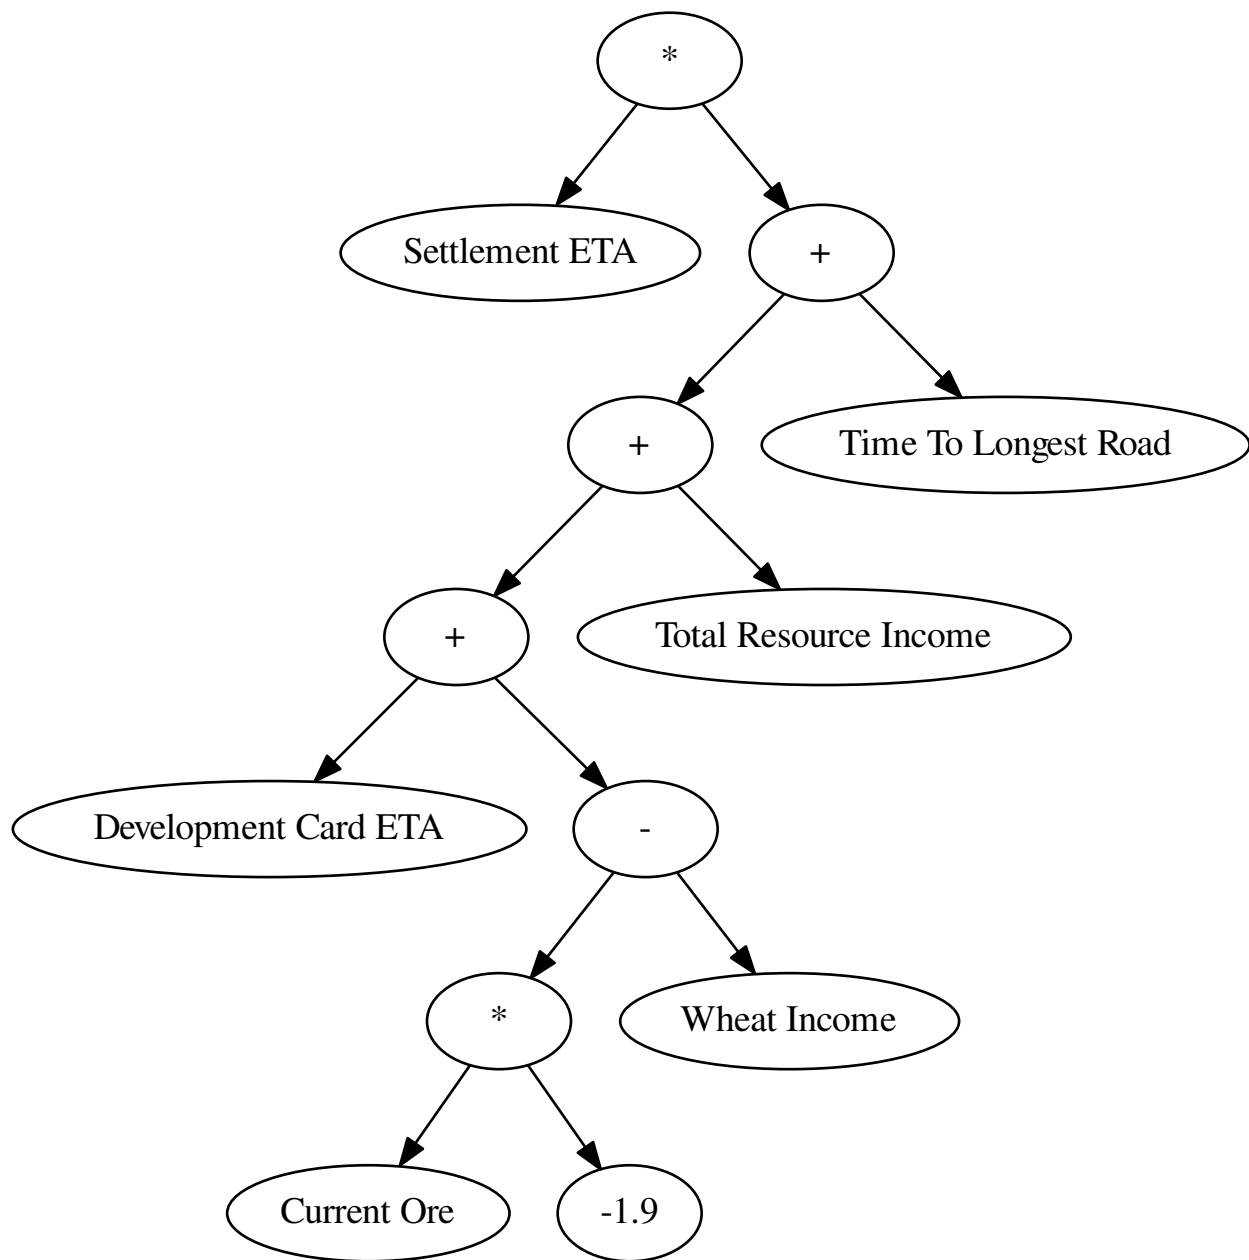 *
Settlement ETA
+
+
Time To Longest Road
+
Total Resource Income
Development Card ETA
-
*
Wheat Income
Current Ore
-1.9